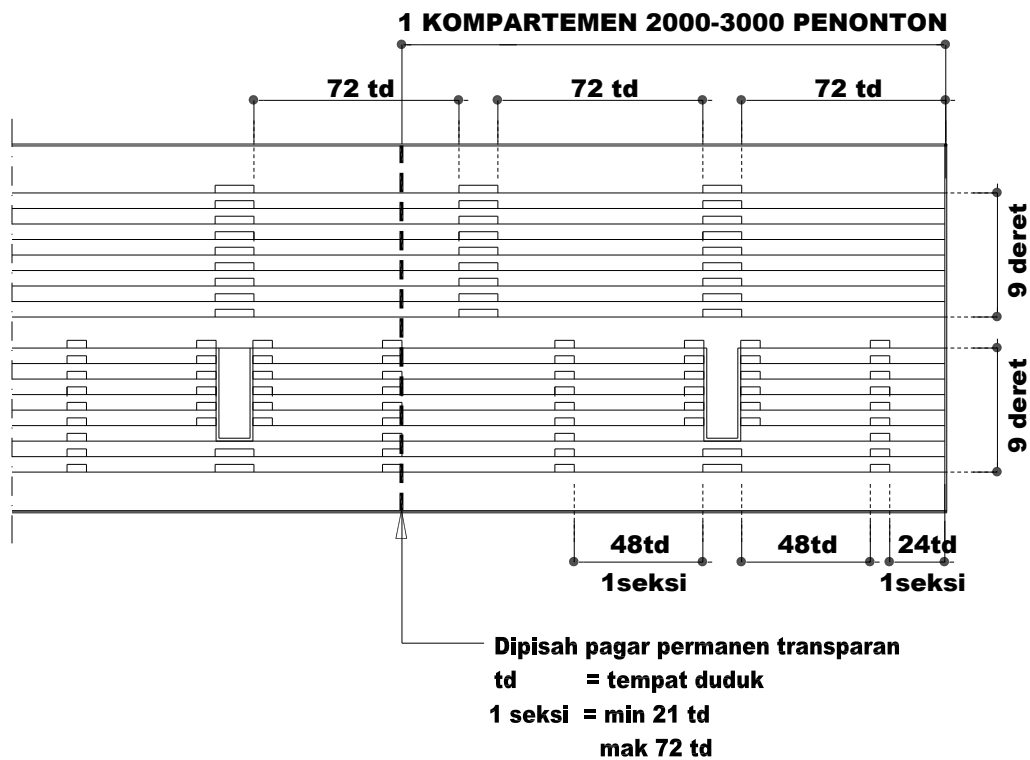 1 KOMPARTEMEN 2000-3000 PENONTON
72 td
72 td
72 td
9 deret
9 deret
48td
48td
24td
1seksi
1seksi
Dipisah pagar permanen transparan
td = tempat duduk
1 seksi = min 21 td
mak 72 td